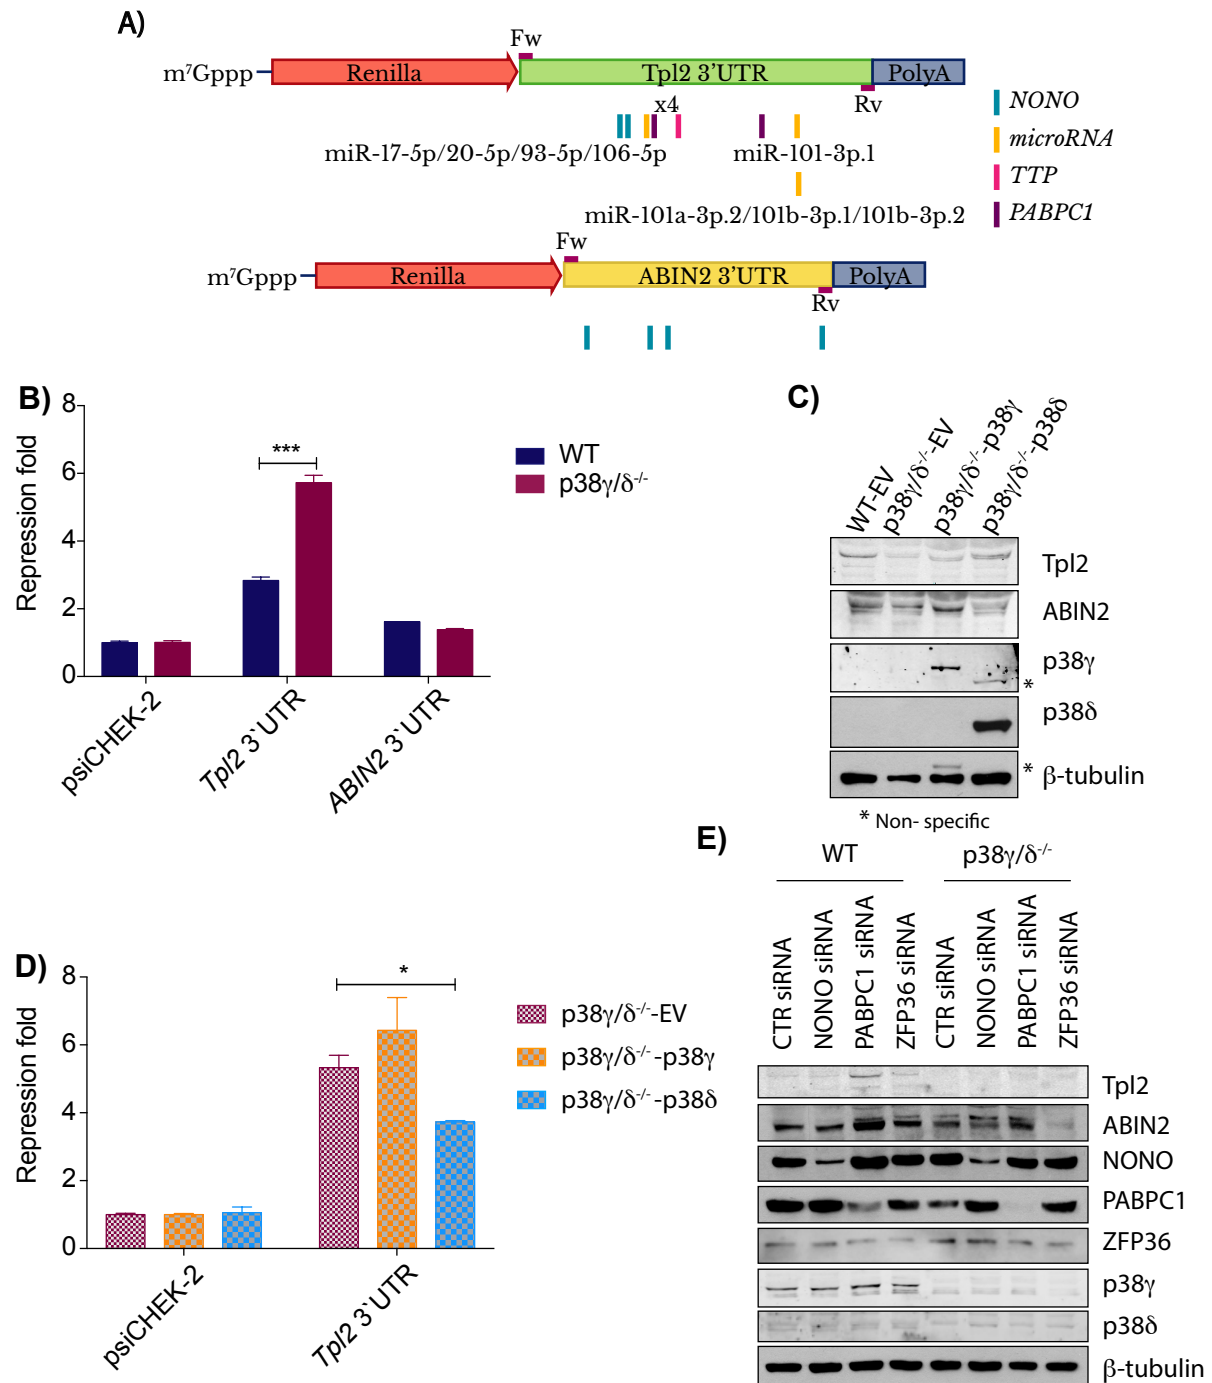 A)
Fw
m⁷Gppp
Renilla
Tpl2 3'UTR
PolyA
x4
Rv
NONO
microRNA
TTP
PABPC1
miR-17-5p/20-5p/93-5p/106-5p
miR-101-3p.1
miR-101a-3p.2/101b-3p.1/101b-3p.2
Fw
m⁷Gppp
Renilla
ABIN2 3'UTR
PolyA
Rv
B)
Repression fold
8
6
4
2
0
***
WT
p38γ/δ-/-
psiCHEK-2
Tpl2 3`UTR
ABIN2 3`UTR
C)
WT-EV
p38γ/δ-/--EV
p38γ/δ-/--p38γ
p38γ/δ-/--p38δ
Tpl2
ABIN2
p38γ
*
p38δ
* β-tubulin
* Non- specific
D)
Repression fold
8
6
4
2
0
*
p38γ/δ-/--EV
p38γ/δ-/--p38γ
p38γ/δ-/--p38δ
psiCHEK-2
Tpl2 3`UTR
E)
WT
p38γ/δ-/-
CTR siRNA
NONO siRNA
PABPC1 siRNA
ZFP36 siRNA
CTR siRNA
NONO siRNA
PABPC1 siRNA
ZFP36 siRNA
Tpl2
ABIN2
NONO
PABPC1
ZFP36
p38γ
p38δ
β-tubulin